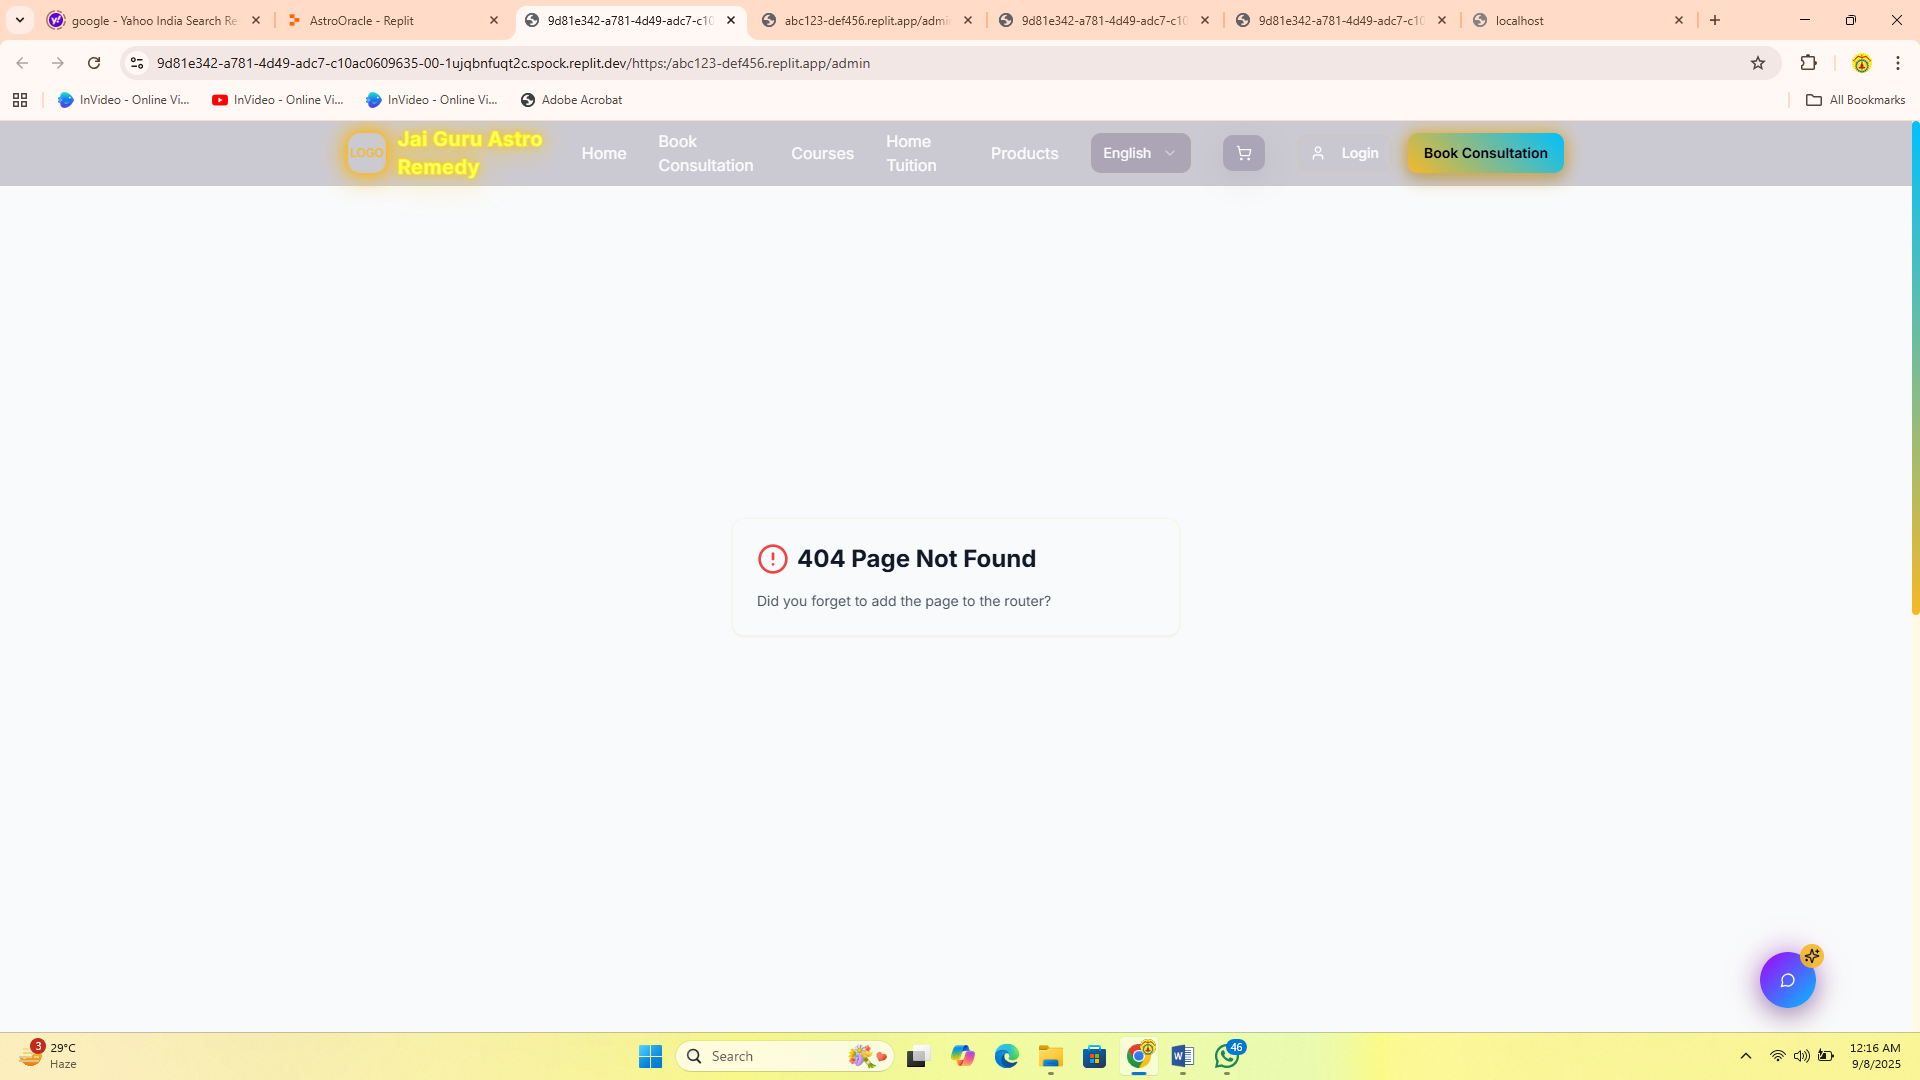 google - Yahoo India Search Re
AstroOracle - Replit
9d81e342-a781-4d49-adc7-c10
abc123-def456.replit.app/admi
9d81e342-a781-4d49-adc7-c10
9d81e342-a781-4d49-adc7-c10
localhost
9d81e342-a781-4d49-adc7-c10ac0609635-00-1ujqbnfuqt2c.spock.replit.dev/https:/abc123-def456.replit.app/admin
InVideo - Online Vi...
InVideo - Online Vi...
InVideo - Online Vi...
Adobe Acrobat
All Bookmarks
LOGO
Jai Guru Astro
Remedy
Home
Book
Consultation
Courses
Home
Tuition
Products
English
Login
Book Consultation
404 Page Not Found
Did you forget to add the page to the router?
3
29°C
Haze
Search
46
12:16 AM
9/8/2025